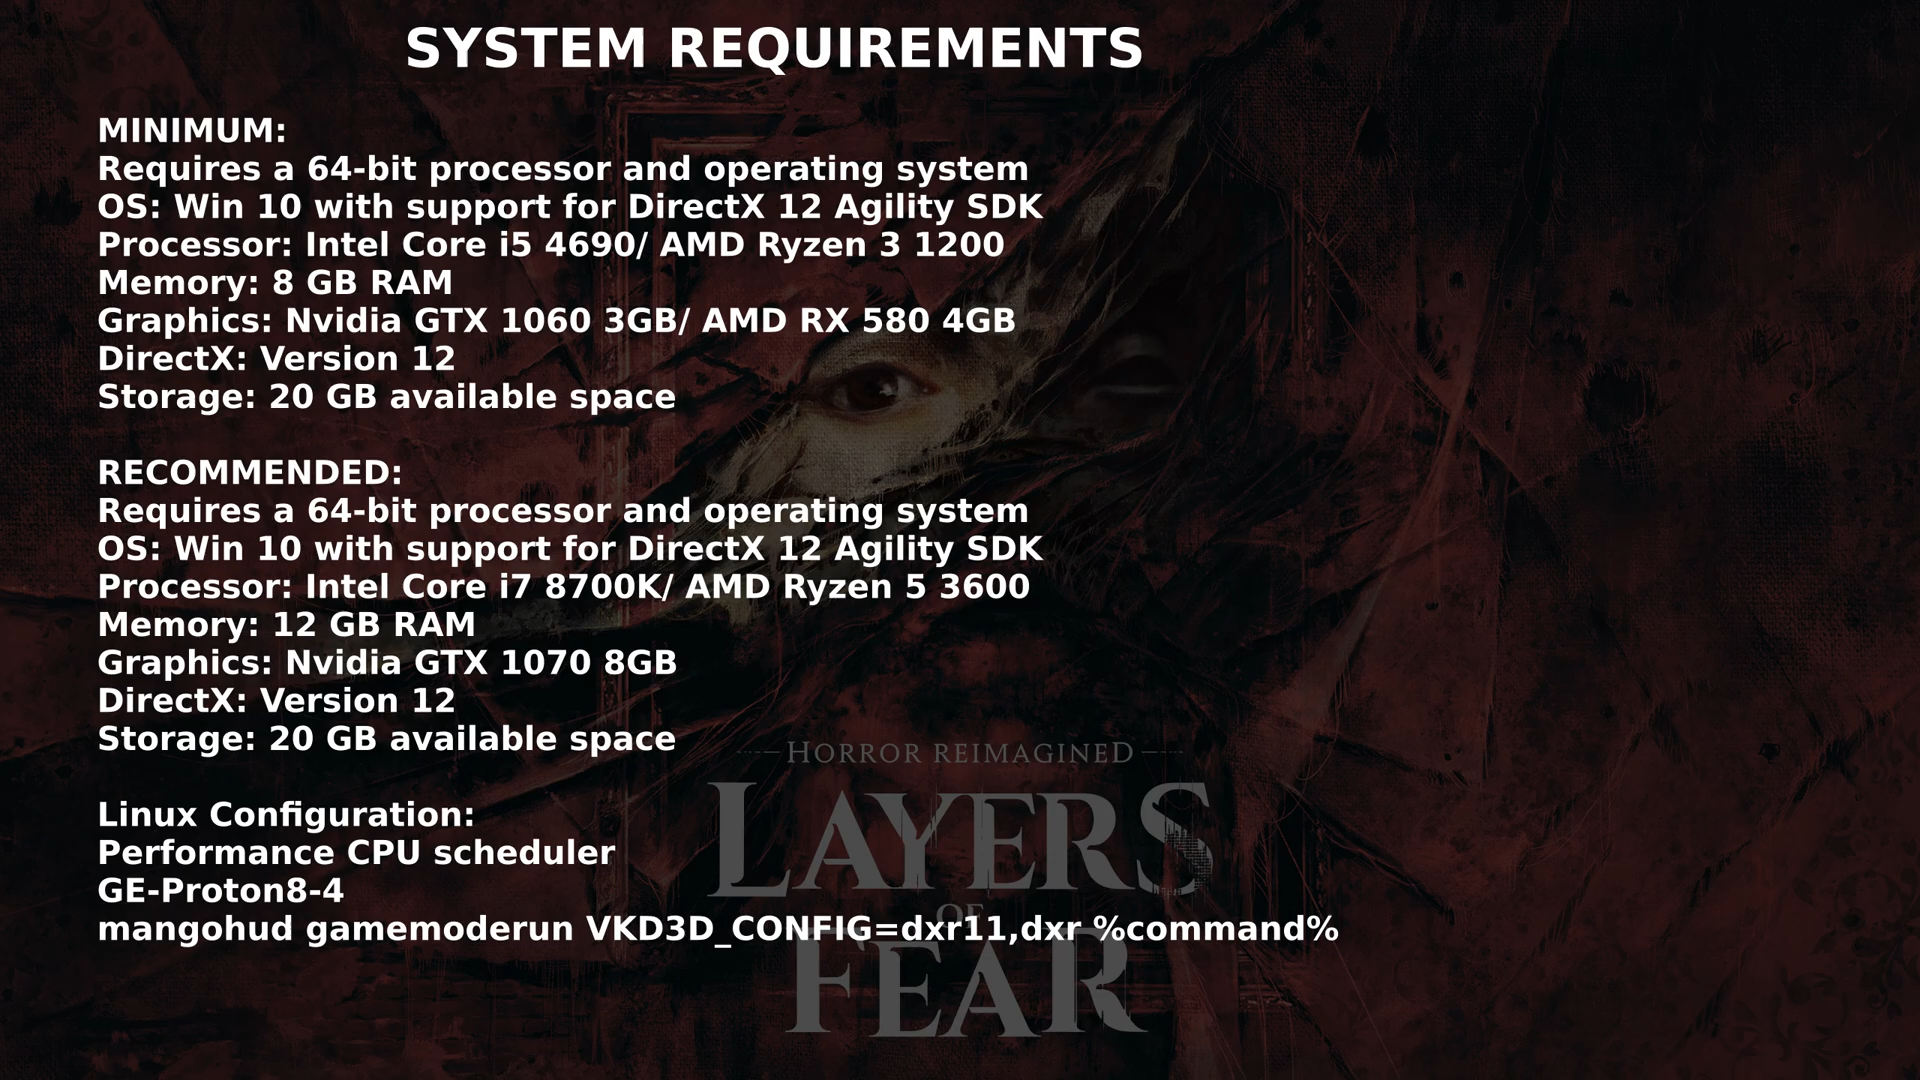 SYSTEM REQUIREMENTS
MINIMUM:
Requires a 64-bit processor and operating system
OS: Win 10 with support for DirectX 12 Agility SDK
Processor: Intel Core i5 4690/ AMD Ryzen 3 1200
Memory: 8 GB RAM
Graphics: Nvidia GTX 1060 3GB/ AMD RX 580 4GB
DirectX: Version 12
Storage: 20 GB available space
RECOMMENDED:
Requires a 64-bit processor and operating system
OS: Win 10 with support for DirectX 12 Agility SDK
Processor: Intel Core i7 8700K/ AMD Ryzen 5 3600
Memory: 12 GB RAM
Graphics: Nvidia GTX 1070 8GB
DirectX: Version 12
Storage: 20 GB available space
Linux Configuration:
Performance CPU scheduler
GE-Proton8-4
mangohud gamemoderun VKD3D_CONFIG=dxr11,dxr %command%
HORROR REIMAGINED
LAYERS
OF
FEAR